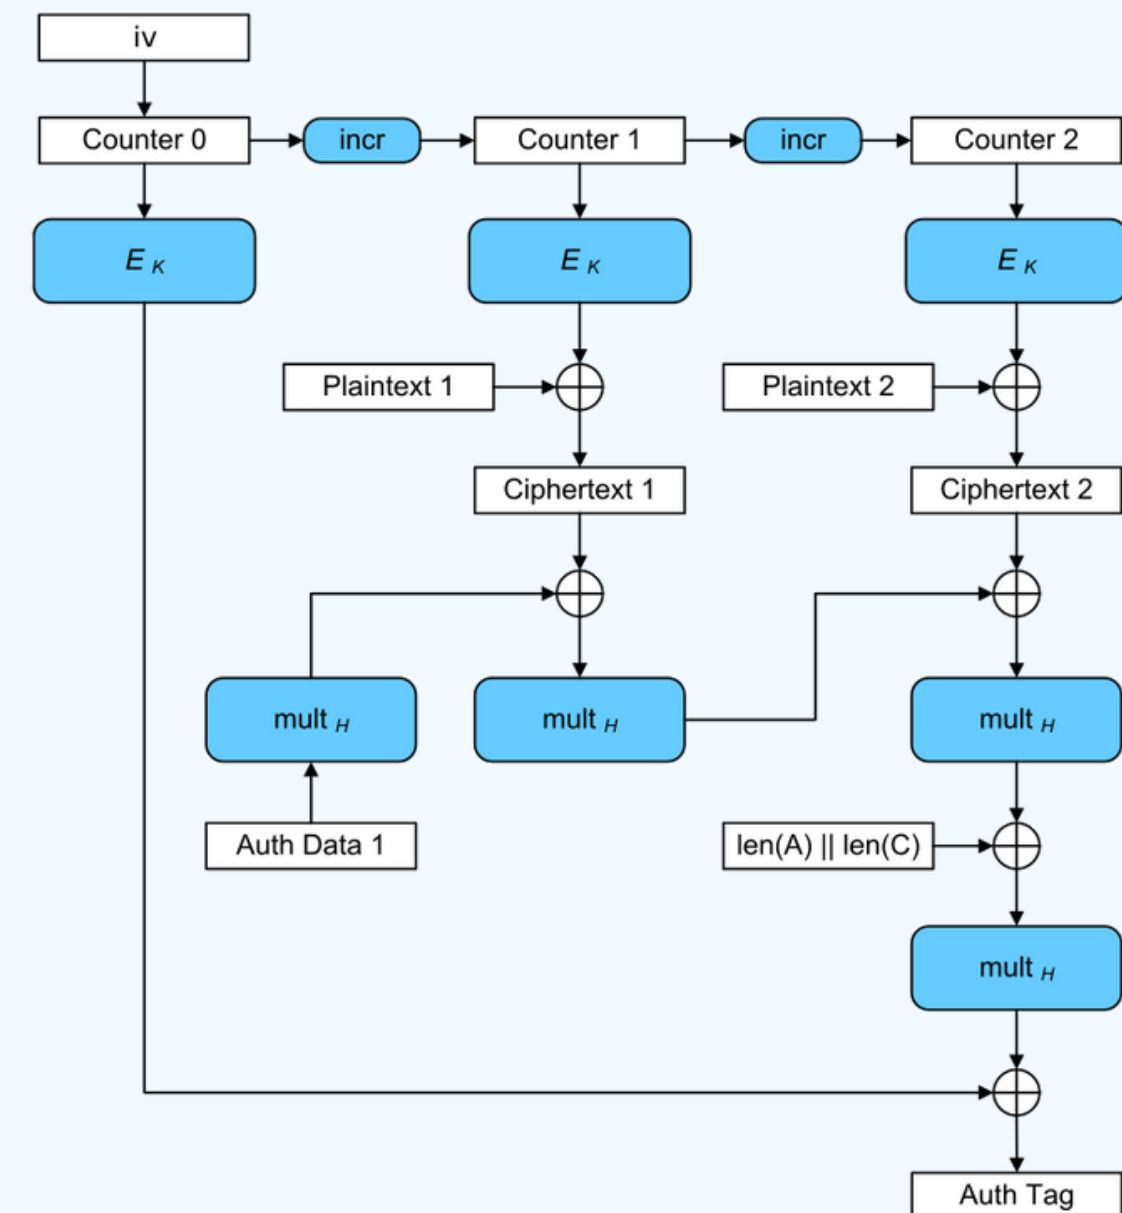 iv
Counter 0
incr
Counter 1
incr
Counter 2
E K
E K
E K
Plaintext 1
Plaintext 2
Ciphertext 1
Ciphertext 2
mult H
mult H
mult H
Auth Data 1
len(A) || len(C)
mult H
Auth Tag